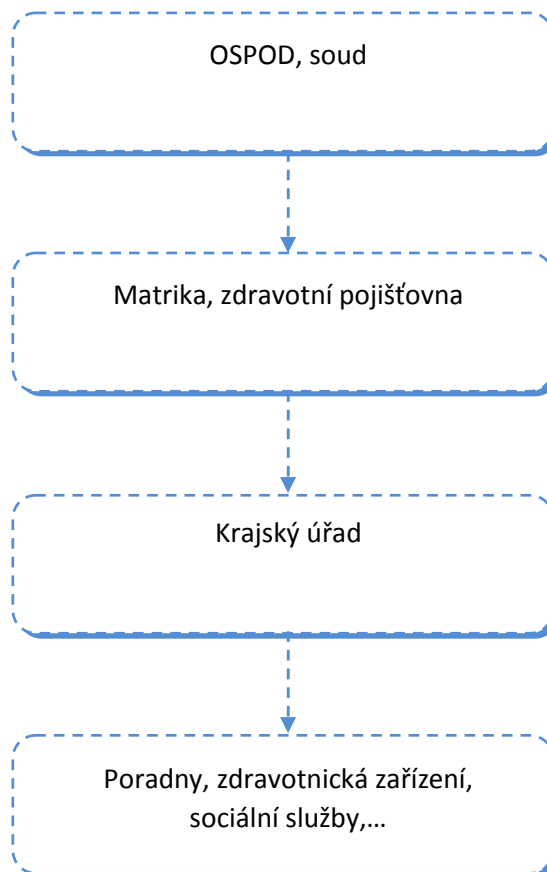 OSPOD, soud
Matrika, zdravotní pojišťovna
Krajský úřad
Poradny, zdravotnická zařízení,
sociální služby,...